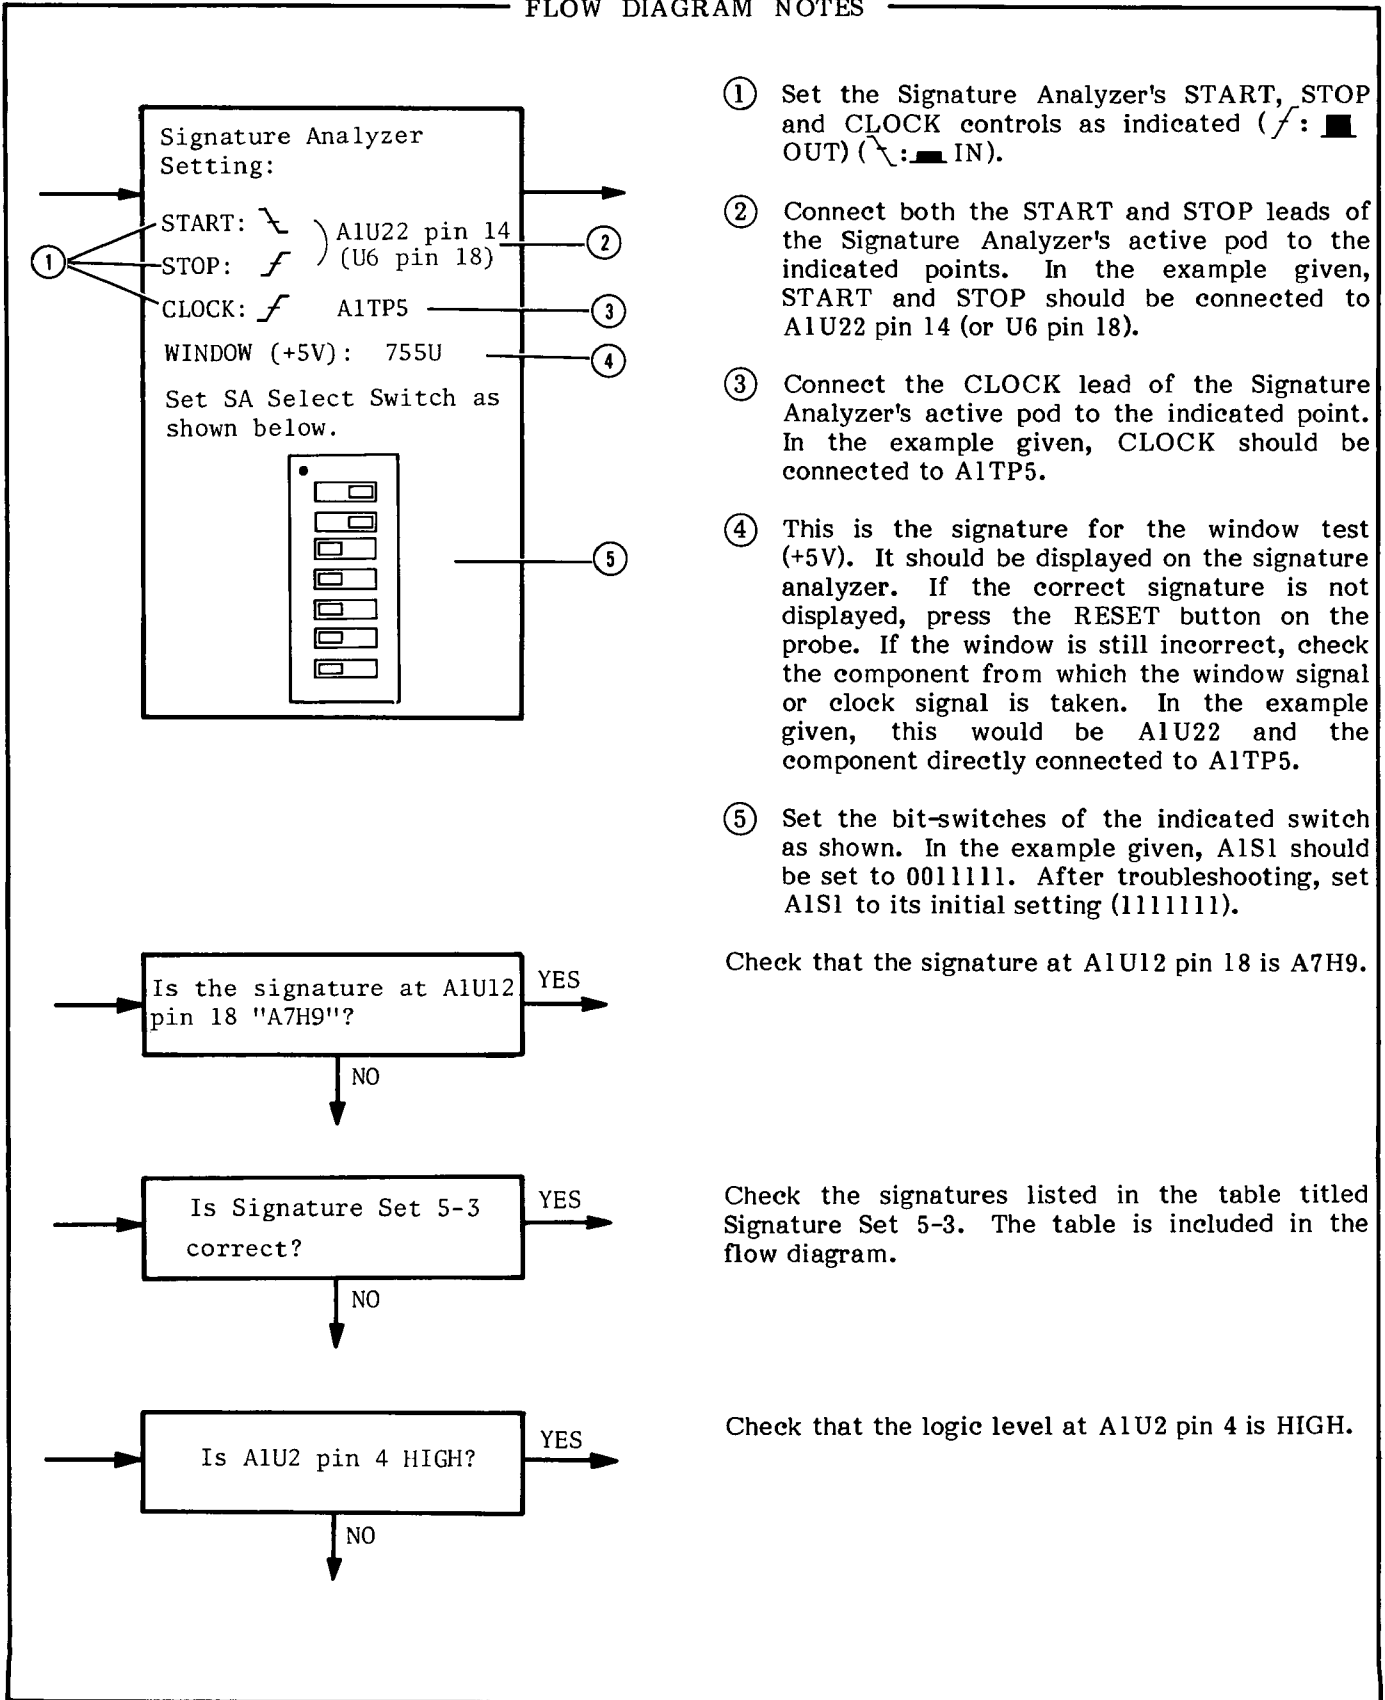 FLOW DIAGRAM NOTES
Signature Analyzer
Setting:
START:
STOP:
A1U22 pin 14
(U6 pin 18)
CLOCK: A1TP5
WINDOW (+5V): 755U
Set SA Select Switch as
shown below.
1
2
3
4
5
① Set the Signature Analyzer's START, STOP
and CLOCK controls as indicated ( :
OUT) ( : IN).
② Connect both the START and STOP leads of
the Signature Analyzer's active pod to the
indicated points. In the example given,
START and STOP should be connected to
A1U22 pin 14 (or U6 pin 18).
③ Connect the CLOCK lead of the Signature
Analyzer's active pod to the indicated point.
In the example given, CLOCK should be
connected to A1TP5.
④ This is the signature for the window test
(+5V). It should be displayed on the signature
analyzer. If the correct signature is not
displayed, press the RESET button on the
probe. If the window is still incorrect, check
the component from which the window signal
or clock signal is taken. In the example
given, this would be A1U22 and the
component directly connected to A1TP5.
⑤ Set the bit-switches of the indicated switch
as shown. In the example given, A1S1 should
be set to 0011111. After troubleshooting, set
A1S1 to its initial setting (1111111).
Is the signature at A1U12
pin 18 "A7H9"?
YES
NO
Check that the signature at A1U12 pin 18 is A7H9.
Is Signature Set 5-3
correct?
YES
NO
Check the signatures listed in the table titled
Signature Set 5-3. The table is included in the
flow diagram.
Is A1U2 pin 4 HIGH?
YES
NO
Check that the logic level at A1U2 pin 4 is HIGH.